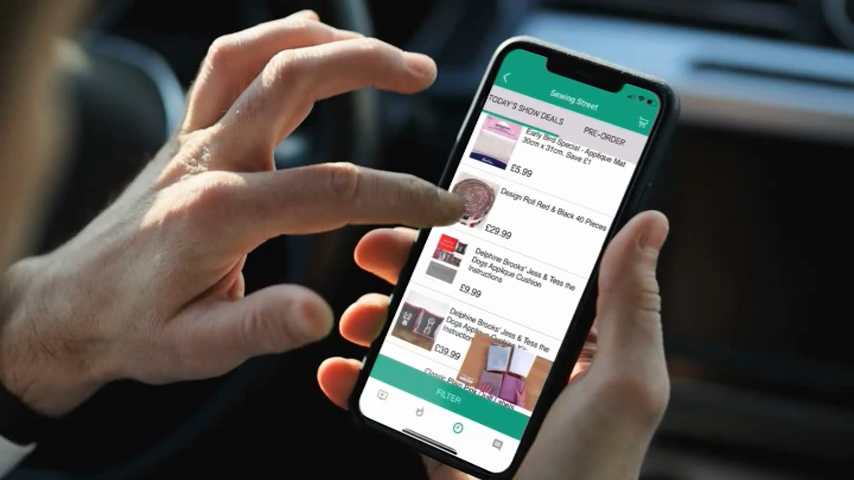 Sewing Street
TODAY'S SHOW DEALS
PRE-ORDER
Early Bird Special - Applique Mat
30cm x 31cm. Save £1
£5.99
Design Roll Red & Black 40 Pieces
£29.99
Delphine Brooks' Jess & Tess the
Dogs Applique Cushion
Instructions
£9.99
Delphine Brooks' Jess & Tess the
Dogs
£39.99
FILTER